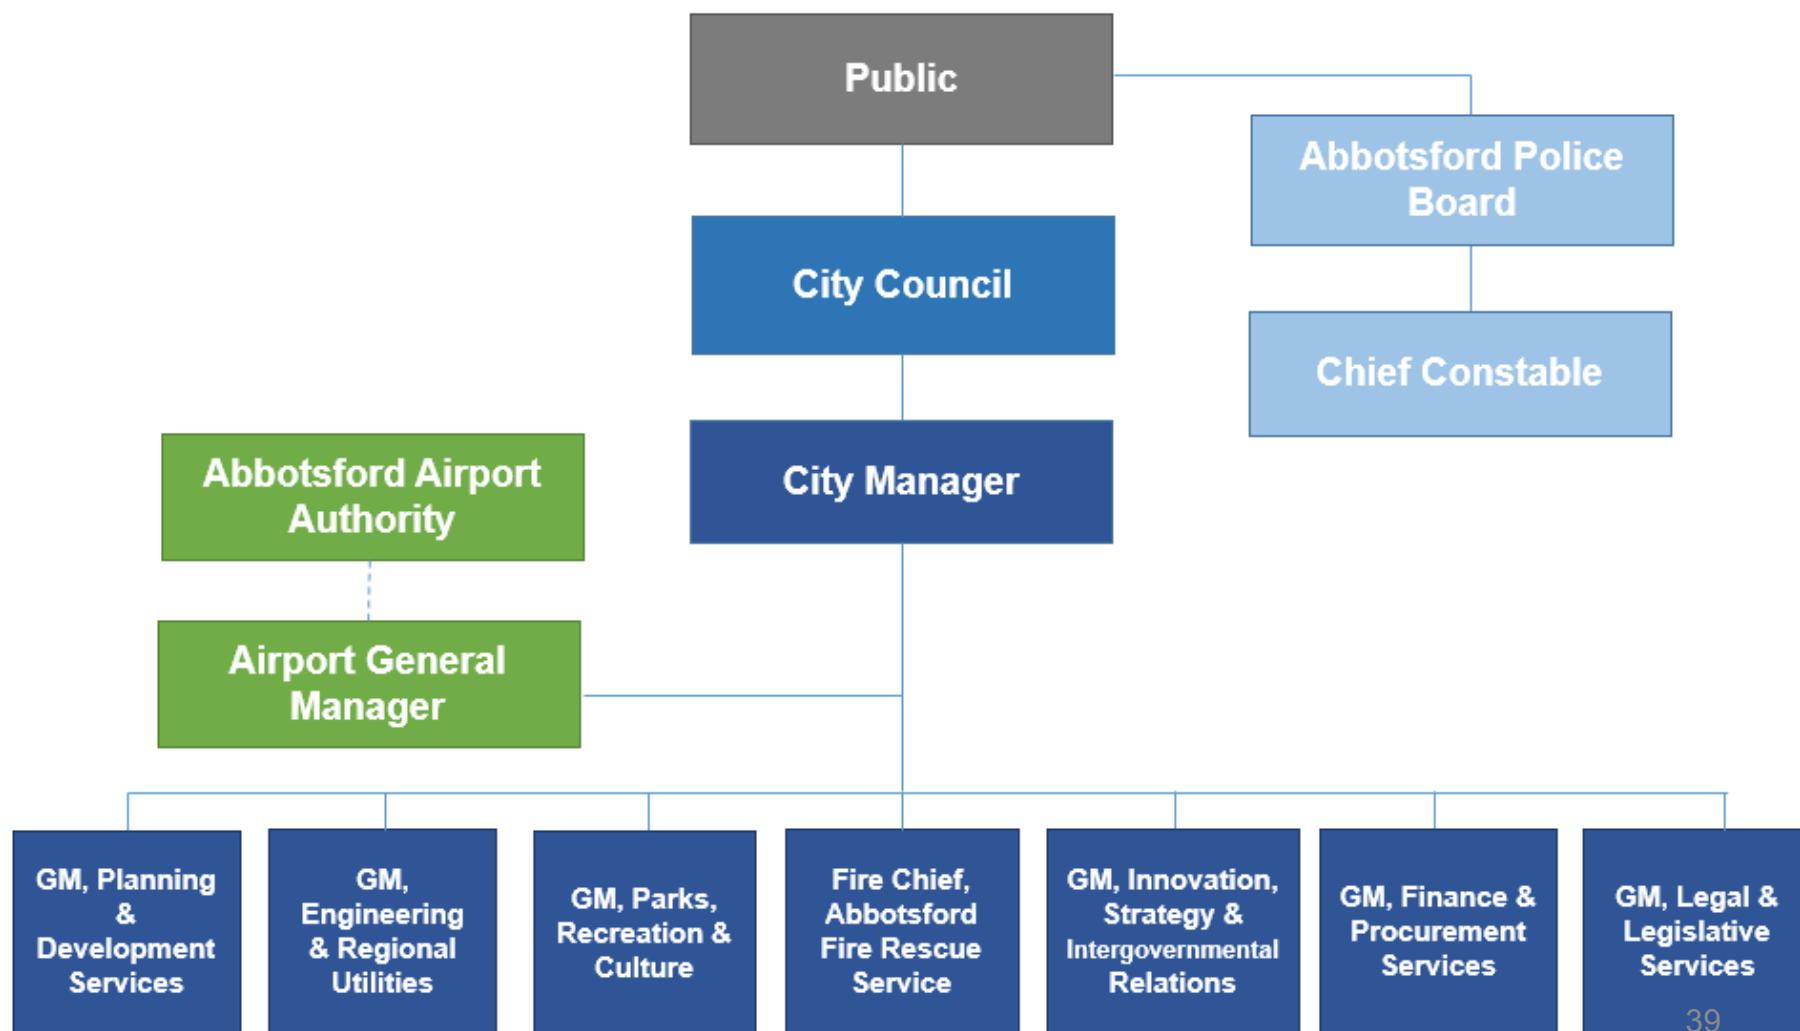 Public
Abbotsford Police
Board
City Council
Chief Constable
City Manager
Abbotsford Airport
Authority
Airport General
Manager
GM, Planning
&
Development
Services
GM,
Engineering
& Regional
Utilities
GM, Parks,
Recreation &
Culture
Fire Chief,
Abbotsford
Fire Rescue
Service
GM, Innovation,
Strategy &
Intergovernmental
Relations
GM, Finance &
Procurement
Services
GM, Legal &
Legislative
Services
39